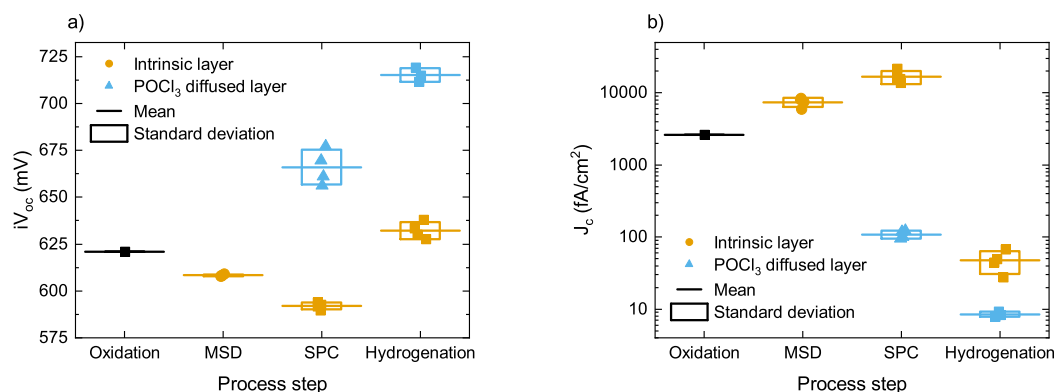 a)
iVoc (mV)
725
700
675
650
625
600
575
Intrinsic layer
POCl3 diffused layer
Mean
Standard deviation
Oxidation MSD SPC Hydrogenation
Process step
b)
Jc (fA/cm²)
10000
1000
100
10
Intrinsic layer
POCl3 diffused layer
Mean
Standard deviation
Oxidation MSD SPC Hydrogenation
Process step